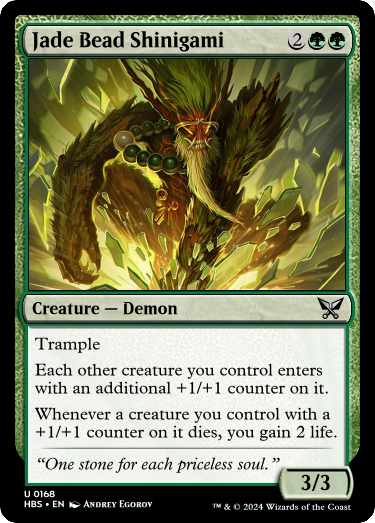 Jade Bead Shinigami 2
Creature — Demon
Trample
Each other creature you control enters
with an additional +1/+1 counter on it.
Whenever a creature you control with a
+1/+1 counter on it dies, you gain 2 life.
“One stone for each priceless soul.”
3/3
U 0168
HBS • EN Andrey Egorov
™ & © 2024 Wizards of the Coast